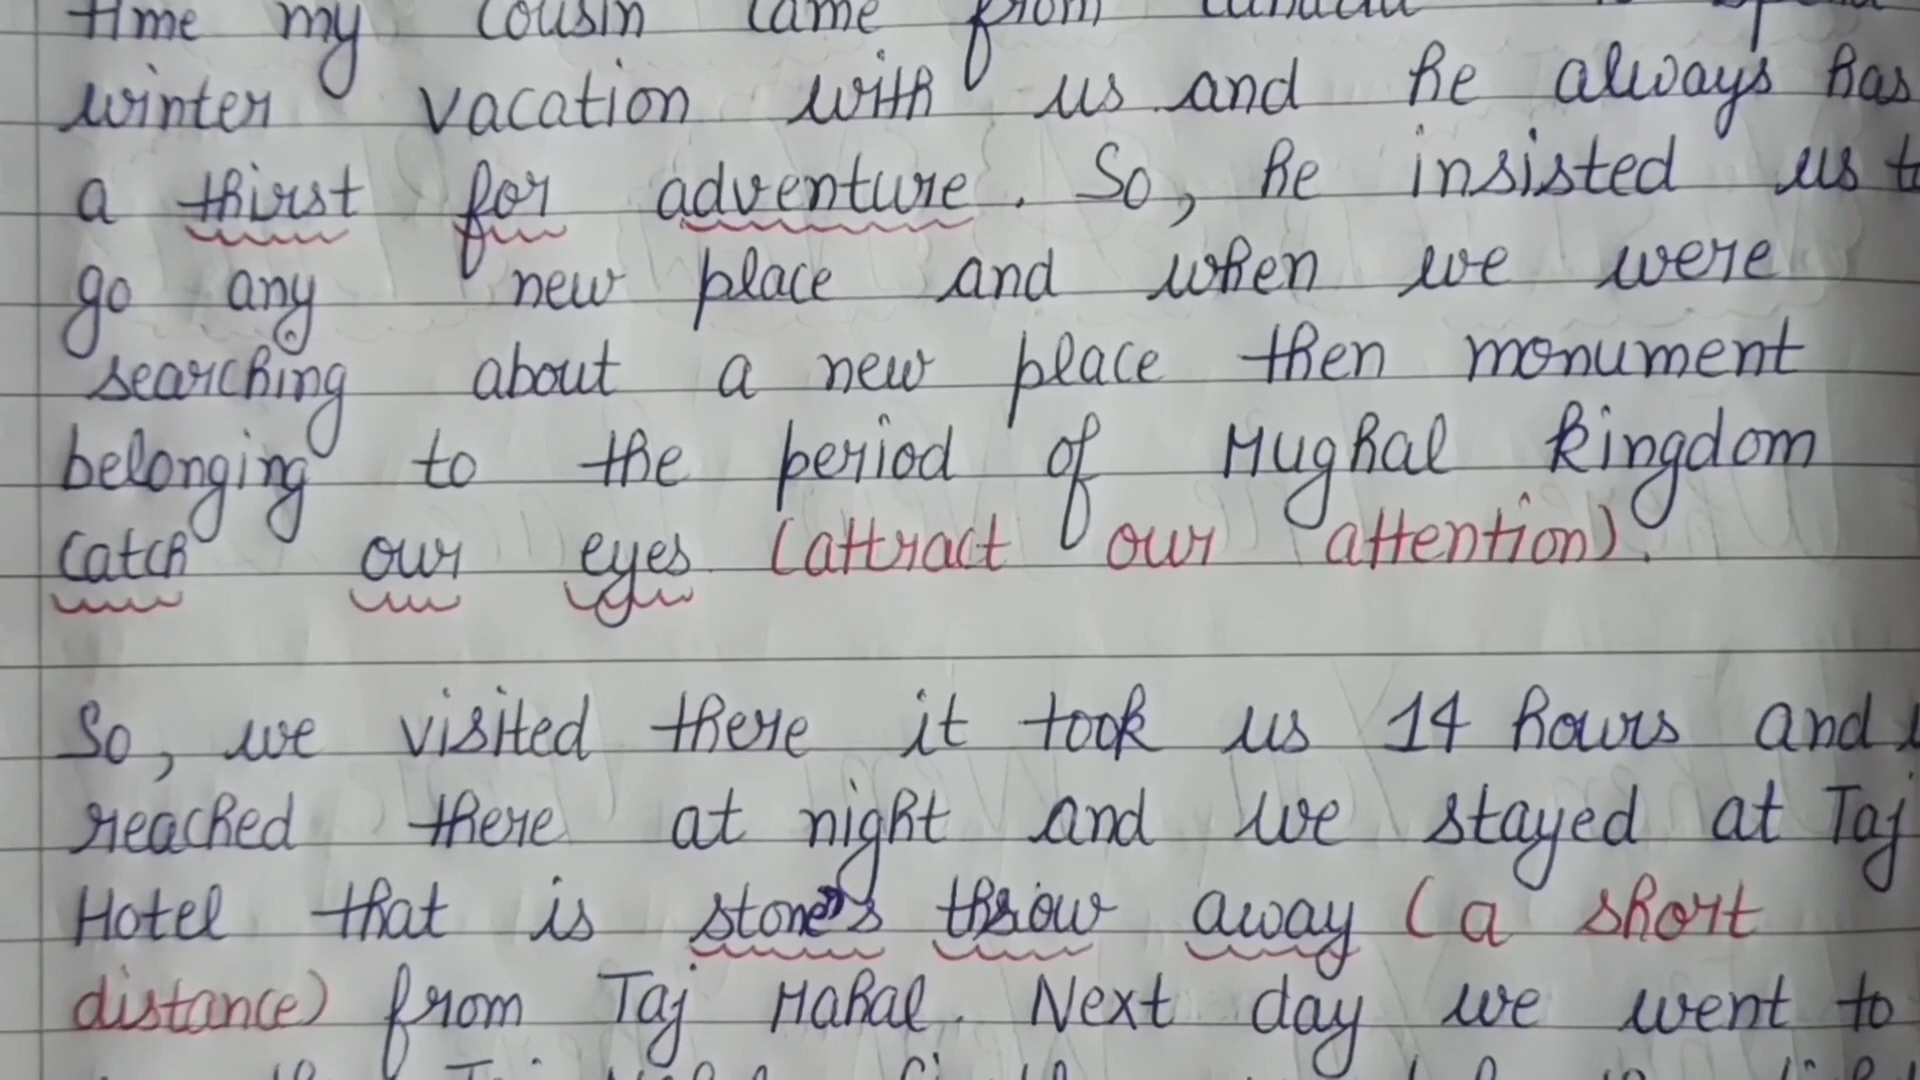 time my cousin came from Canada to spend
winter vacation with us and he always has
a thirst for adventure. So, he insisted us to
go any new place and when we were
searching about a new place then monument
belonging to the period of Mughal kingdom
catch our eyes (attract our attention).
So, we visited there it took us 14 hours and
reached there at night and we stayed at Taj
Hotel that is stone's throw away (a short
distance) from Taj Mahal. Next day we went to